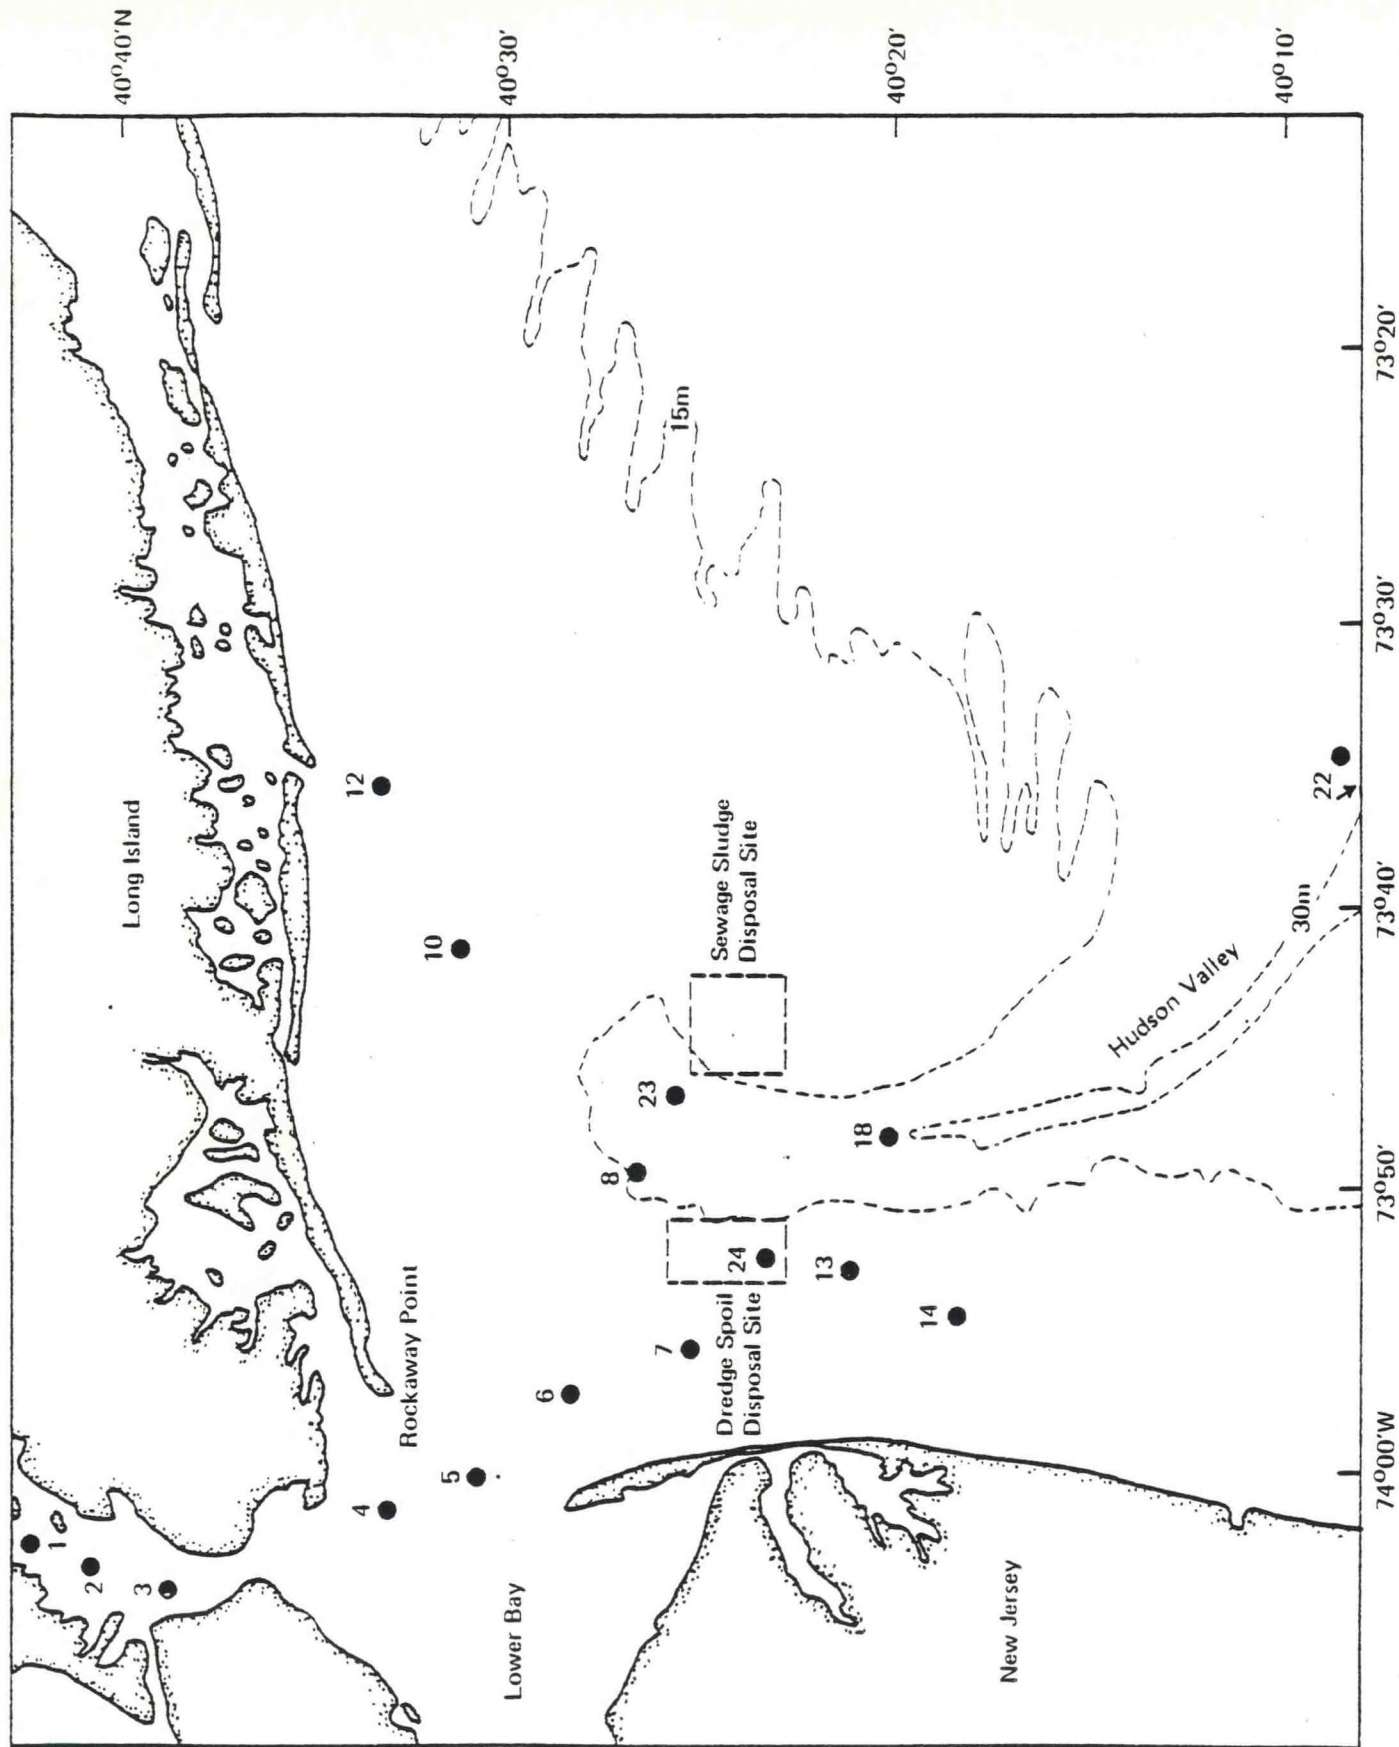 40°40'N
40°30'
40°20'
40°10'
Long Island
Rockaway Point
Lower Bay
New Jersey
Sewage Sludge
Disposal Site
Dredge Spoil
Disposal Site
Hudson Valley
15m
30m
1
2
3
4
5
6
7
8
10
12
13
14
18
22
23
24
74°00'W
73°50'
73°40'
73°30'
73°20'